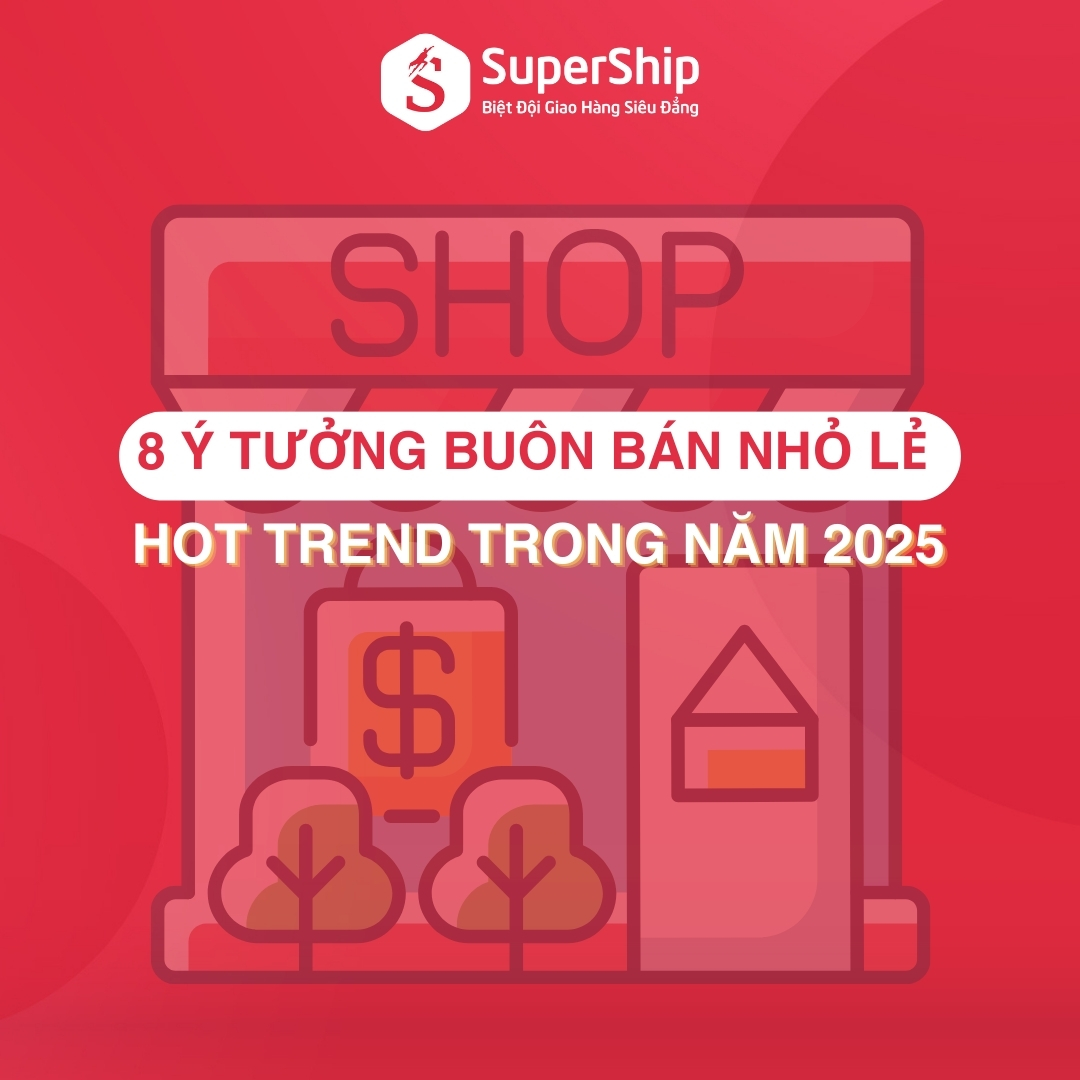 SuperShip
Biệt Đội Giao Hàng Siêu Đẳng
SHOP
8 Ý TƯỞNG BUÔN BÁN NHỎ LẺ
HOT TREND TRONG NĂM 2025
$